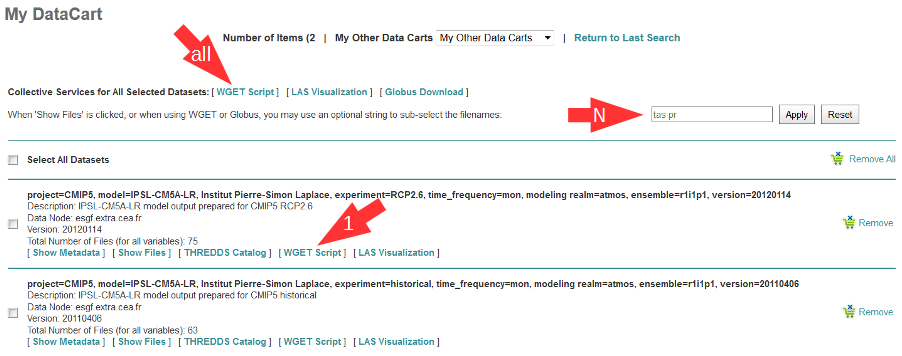 My DataCart
Number of Items (2 | My Other Data Carts My Other Data Carts | Return to Last Search
all
Collective Services for All Selected Datasets: [ WGET Script ] [ LAS Visualization ] [ Globus Download ]
When 'Show Files' is clicked, or when using WGET or Globus, you may use an optional string to sub-select the filenames: N tas pr Apply Reset
Select All Datasets Remove All
project=CMIP5, model=IPSL-CM5A-LR, Institut Pierre-Simon Laplace, experiment=RCP2.6, time_frequency=mon, modeling realm=atmos, ensemble=r1i1p1, version=20120114
Description: IPSL-CM5A-LR model output prepared for CMIP5 RCP2.6
Data Node: esgf.extra.cea.fr
Remove
Version: 20120114
1
Total Number of Files (for all variables): 75
[ Show Metadata ] [ Show Files ] [ THREDDS Catalog ] [ WGET Script ] [ LAS Visualization ]
project=CMIP5, model=IPSL-CM5A-LR, Institut Pierre-Simon Laplace, experiment=historical, time_frequency=mon, modeling realm=atmos, ensemble=r1i1p1, version=20110406
Description: IPSL-CM5A-LR model output prepared for CMIP5 historical
Data Node: esgf.extra.cea.fr
Remove
Version: 20110406
Total Number of Files (for all variables): 63
[ Show Metadata ] [ Show Files ] [ THREDDS Catalog ] [ WGET Script ] [ LAS Visualization ]